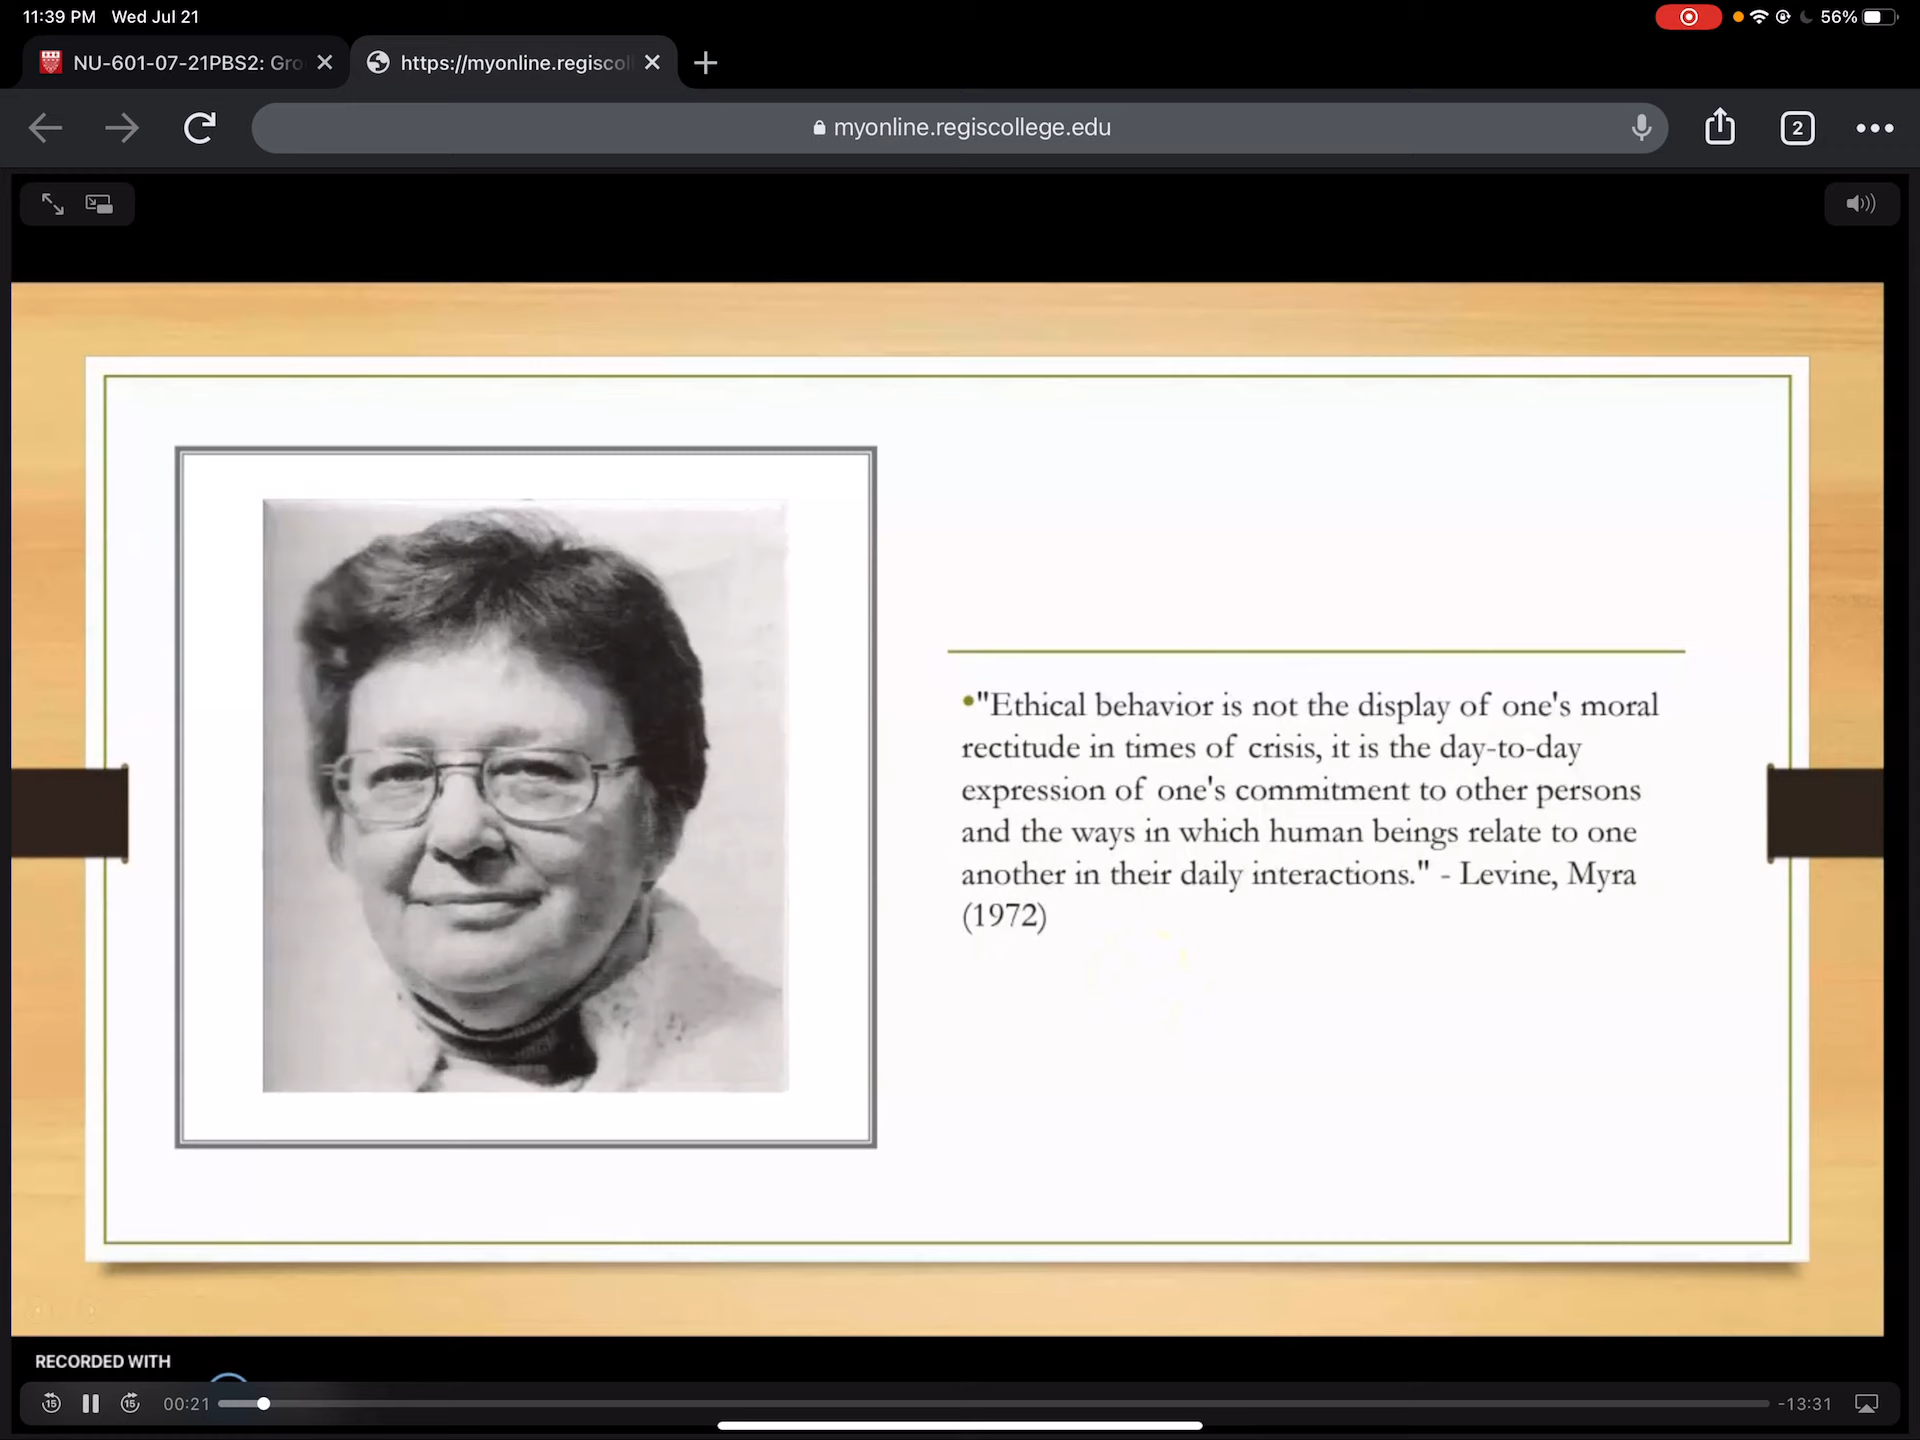 11:39 PM Wed Jul 21
56%
NU-601-07-21PBS2: Gro
https://myonline.regiscol
myonline.regiscollege.edu
2
•"Ethical behavior is not the display of one's moral
rectitude in times of crisis, it is the day-to-day
expression of one's commitment to other persons
and the ways in which human beings relate to one
another in their daily interactions." - Levine, Myra
(1972)
RECORDED WITH
15
15
00:21
-13:31